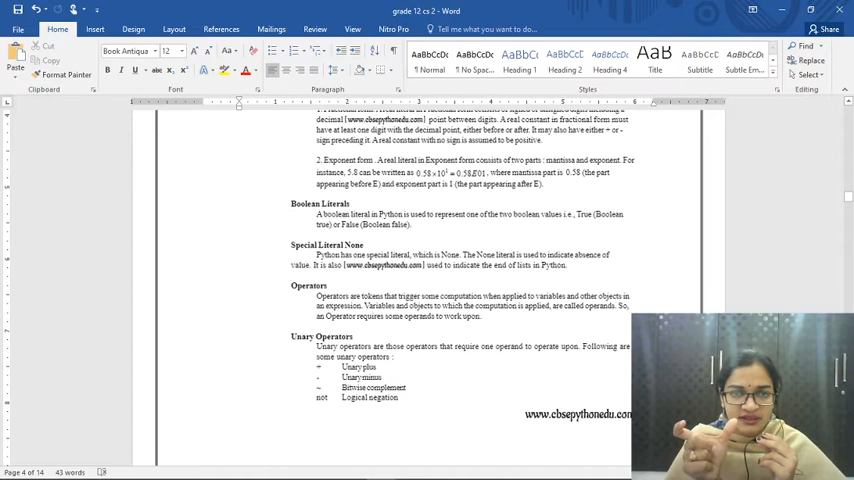 grade 12 cs 2 - Word
File
Home
Insert
Draw
Design
Layout
References
Mailings
Review
View
Nitro Pro
Tell me what you want to do...
Share
Paste
Cut
Copy
Format Painter
Clipboard
Book Antiqua
12
Font
Paragraph
AaBbCcDc AaBbCcDc AaBbCc AaBbCcD AaBbCcD AaB AaBbCcD AaBbCcDc
¶ Normal ¶ No Spac... Heading 1 Heading 2 Heading 4 Title Subtitle Subtle Em...
Styles
Find
Replace
Select
Editing
decimal [www.cbsepythonedu.com] point between digits. A real constant in fractional form must
have at least one digit with the decimal point, either before or after. It may also have either + or -
sign preceding it. A real constant with no sign is assumed to be positive.
2. Exponent form . A real literal in Exponent form consists of two parts : mantissa and exponent. For
instance, 5.8 can be written as 0.58×10¹ = 0.58E01, where mantissa part is 0.58 (the part
appearing before E) and exponent part is 1 (the part appearing after E).
Boolean Literals
A boolean literal in Python is used to represent one of the two boolean values i.e., True (Boolean
true) or False (Boolean false).
Special Literal None
Python has one special literal, which is None. The None literal is used to indicate absence of
value. It is also [www.cbsepythonedu.com] used to indicate the end of lists in Python.
Operators
Operators are tokens that trigger some computation when applied to variables and other objects in
an expression. Variables and objects to which the computation is applied, are called operands. So,
an Operator requires some operands to work upon.
Unary Operators
Unary operators are those operators that require one operand to operate upon. Following are
some unary operators :
+ Unary plus
- Unary minus
~ Bitwise complement
not Logical negation
www.cbsepythonedu.com
Page 4 of 14 43 words